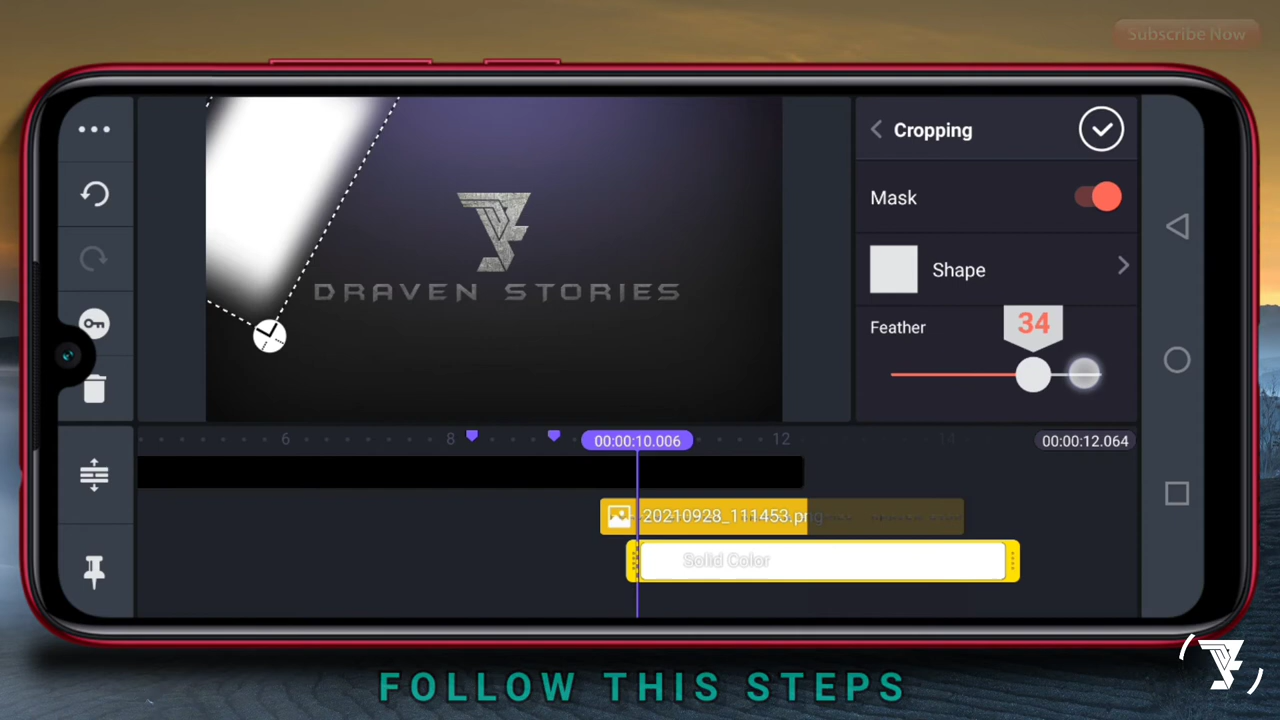 Subscribe Now
Cropping
Mask
Shape
Feather
34
DRAVEN STORIES
6
8
00:00:10.006
12
14
00:00:12.064
20210928_111453.png
Solid Color
FOLLOW THIS STEPS